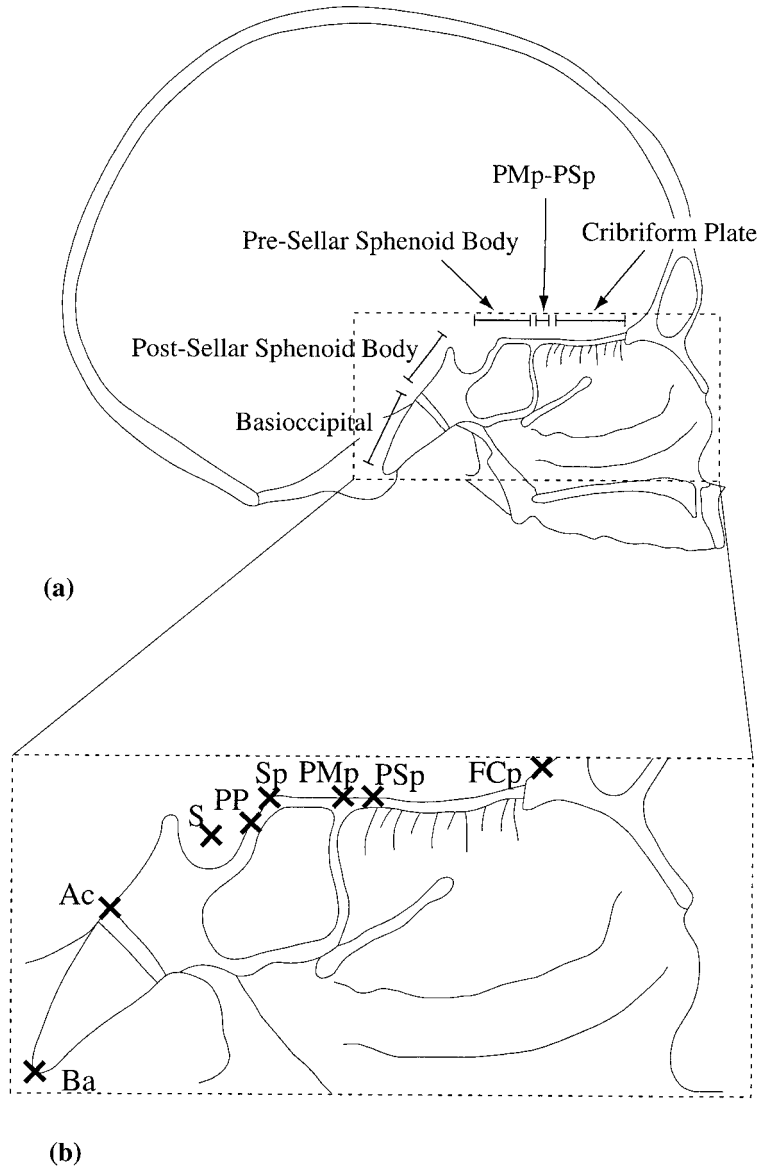 PMp-PSp
Pre-Sellar Sphenoid Body
Cribriform Plate
Post-Sellar Sphenoid Body
Basioccipital
(a)
Sp
PMp
PSp
FCp
PP
S
Ac
Ba
(b)